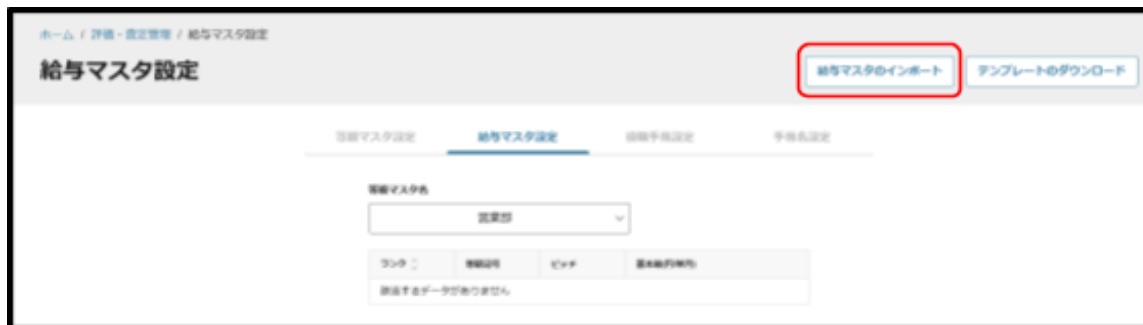 ホーム / 評価・査定管理 / 給与マスタ設定
給与マスタ設定
給与マスタのインポート
テンプレートのダウンロード
等級マスタ設定 給与マスタ設定 役職手当設定 手当名設定
等級マスタ名
営業部
ランク 等級記号 ピッチ 基本給(円/年月)
該当するデータがありません